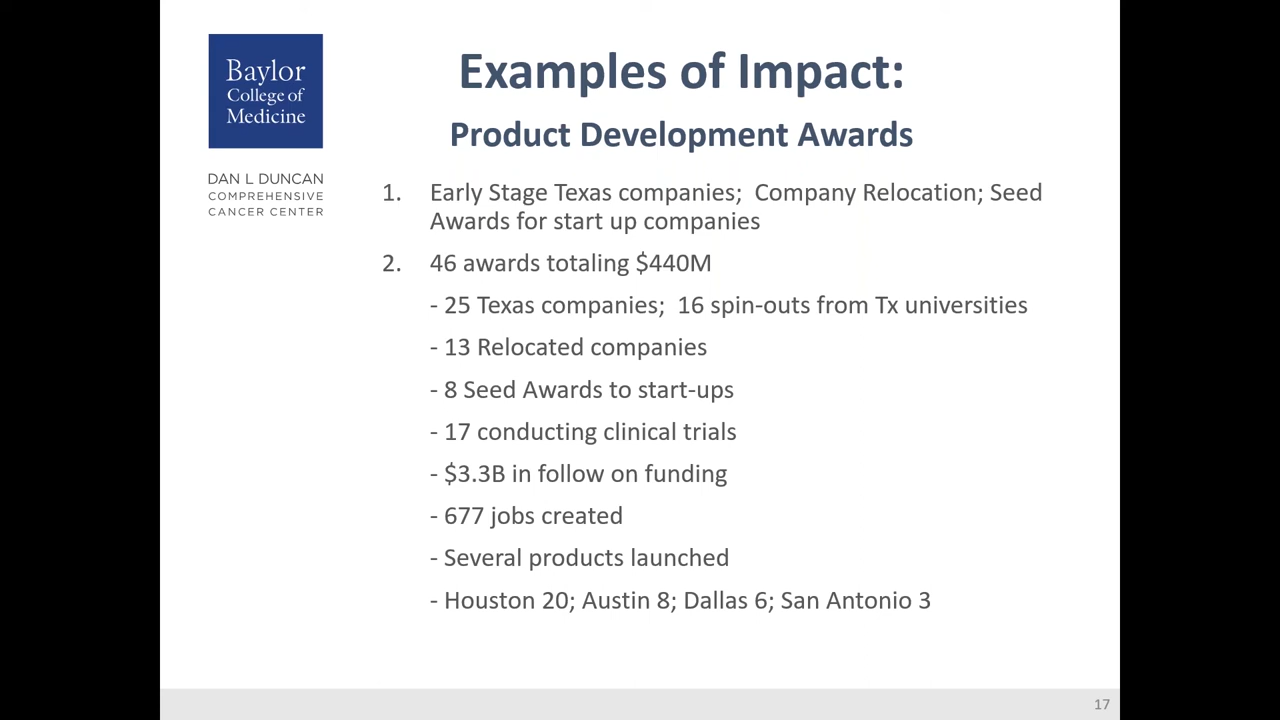 Baylor
College of
Medicine
DAN L DUNCAN
COMPREHENSIVE
CANCER CENTER
Examples of Impact:
Product Development Awards
1. Early Stage Texas companies;  Company Relocation; Seed
Awards for start up companies
2. 46 awards totaling $440M
- 25 Texas companies;  16 spin-outs from Tx universities
- 13 Relocated companies
- 8 Seed Awards to start-ups
- 17 conducting clinical trials
- $3.3B in follow on funding
- 677 jobs created
- Several products launched
- Houston 20; Austin 8; Dallas 6; San Antonio 3
17